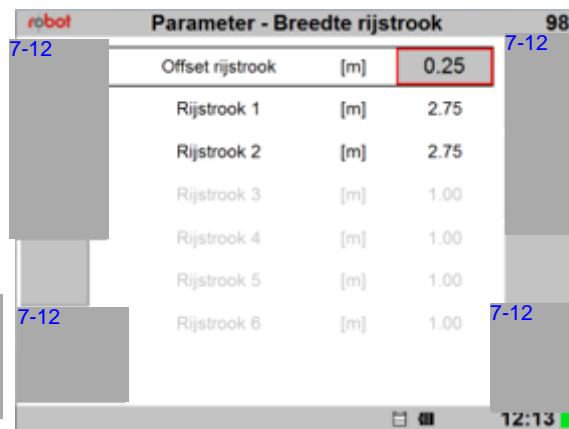 robot Parameter - Breedte rijstrook 98
7-12 7-12
Offset rijstrook [m] 0.25
Rijstrook 1 [m] 2.75
Rijstrook 2 [m] 2.75
Rijstrook 3 [m] 1.00
Rijstrook 4 [m] 1.00
Rijstrook 5 [m] 1.00
7-12 Rijstrook 6 [m] 1.00 7-12
12:13